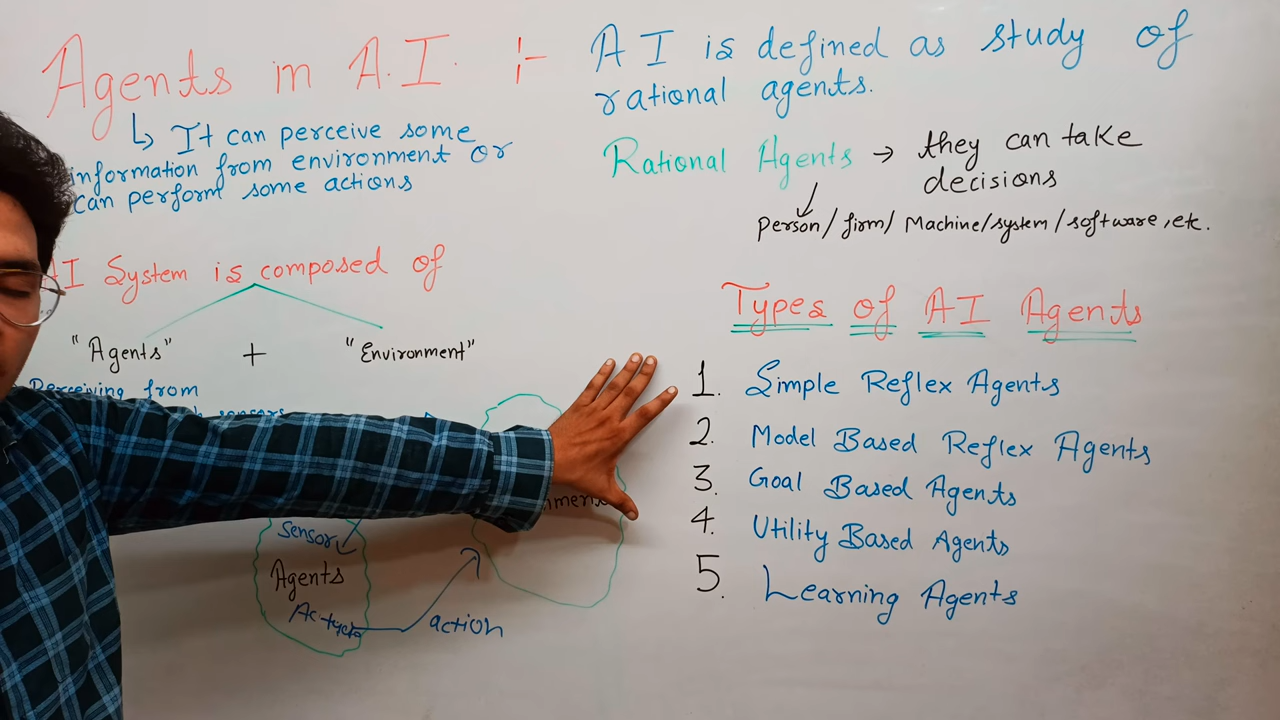 Agents in A.I. :-
AI is defined as study of
rational agents.
↳ It can perceive some
information from environment or
can perform some actions
Rational Agents → they can take
decisions
Person/firm/Machine/system/software,etc.
AI System is composed of
"Agents" + "Environment"
Perceiving from
sensors
Sensor
Agents
action
Types of AI Agents
1. Simple Reflex Agents
2. Model Based Reflex Agents
3. Goal Based Agents
4. Utility Based Agents
5. Learning Agents